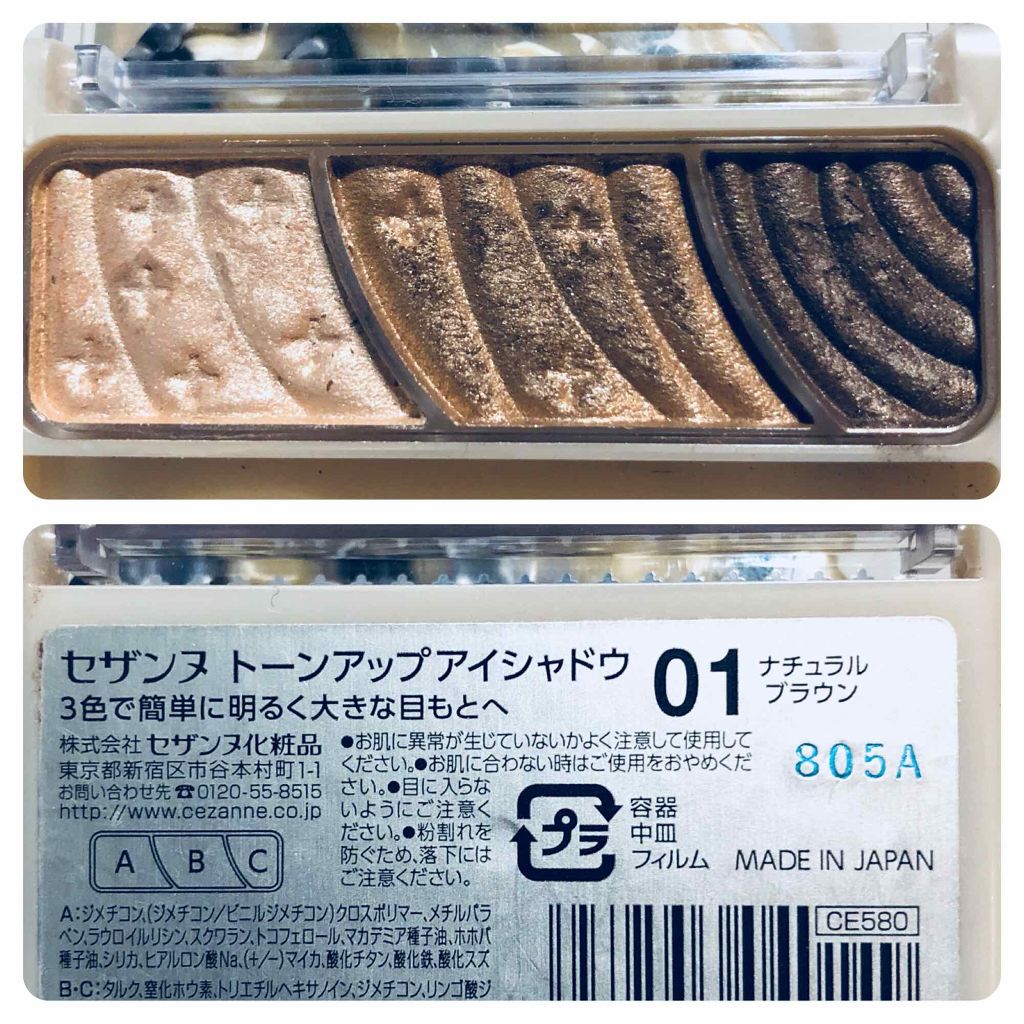 セザンヌ トーンアップアイシャドウ 01 ナチュラル
ブラウン
3色で簡単に明るく大きな目もとへ
株式会社 セザンヌ化粧品
東京都新宿区市谷本村町1-1
お問い合わせ先☎0120-55-8515
http://www.cezanne.co.jp
A B C
●お肌に異常が生じていないかよく注意して使用して
ください。●お肌に合わない時はご使用をおやめくだ
さい。●目に入らな
いようにご注意く
ださい。●粉割れを
防ぐため、落下には
ご注意ください。
805A
プラ
容器
中皿
フィルム
MADE IN JAPAN
A:ジメチコン、(ジメチコン/ビニルジメチコン)クロスポリマー、メチルパラ
ベン、ラウロイルリシン、スクワラン、トコフェロール、マカデミア種子油、ホホバ
種子油、シリカ、ヒアルロン酸Na、(+/-)マイカ、酸化チタン、酸化鉄、酸化スズ
B・C:タルク、窒化ホウ素、トリエチルヘキサノイン、ジメチコン、リンゴ酸ジ
CE580